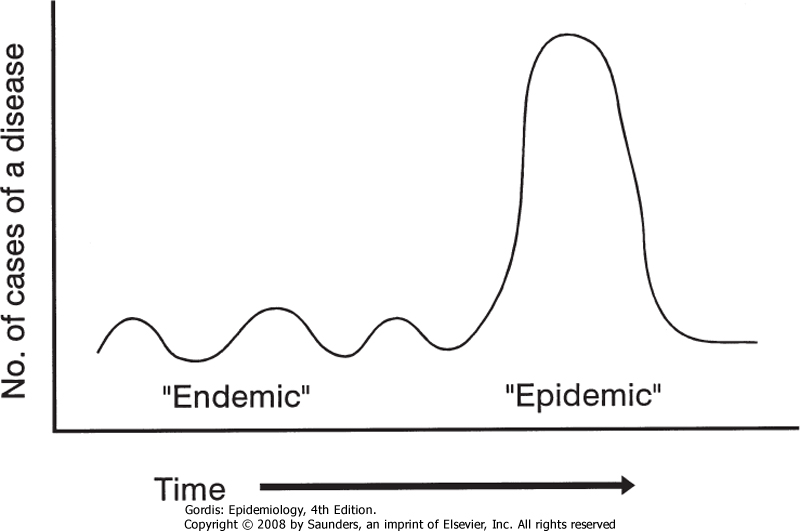 No. of cases of a disease
"Endemic"
"Epidemic"
Time
Gordis: Epidemiology, 4th Edition.
Copyright © 2008 by Saunders, an imprint of Elsevier, Inc. All rights reserved